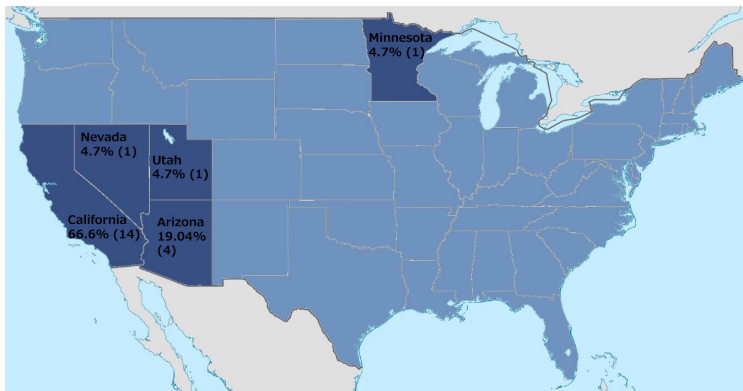 Minnesota
4.7% (1)
Nevada
4.7% (1)
Utah
4.7% (1)
California
66.6% (14)
Arizona
19.04%
(4)